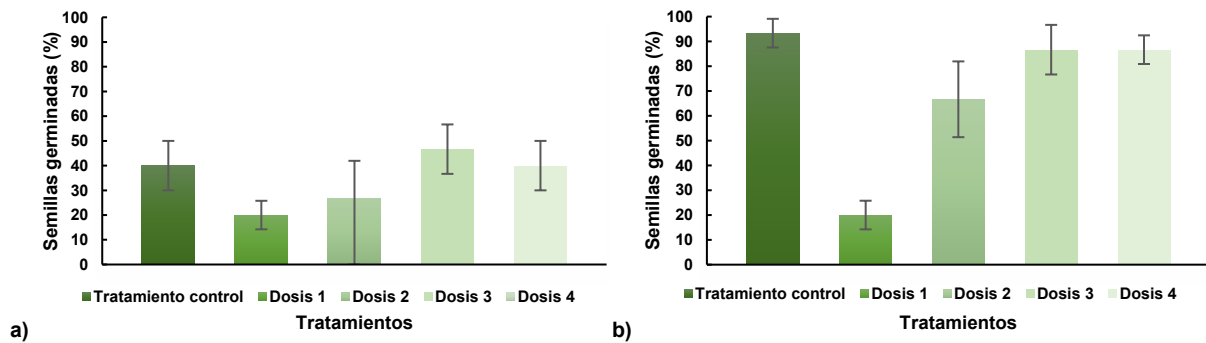 Semillas germinadas (%)
100
90
80
70
60
50
40
30
20
10
0
Tratamiento control Dosis 1 Dosis 2 Dosis 3 Dosis 4
Tratamientos
a)
Semillas germinadas (%)
100
90
80
70
60
50
40
30
20
10
0
Tratamiento control Dosis 1 Dosis 2 Dosis 3 Dosis 4
Tratamientos
b)